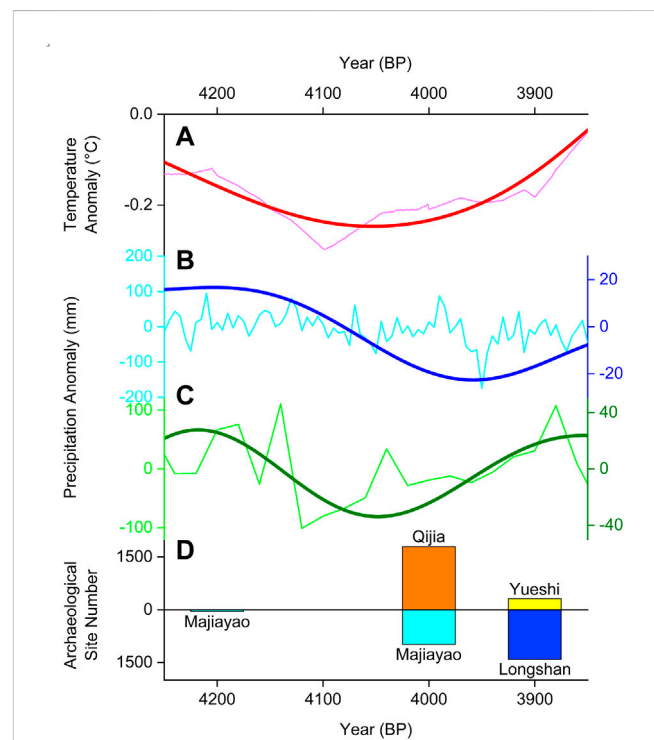 Year (BP)
4200 4100 4000 3900
A
0.0
-0.2
Temperature
Anomaly (°C)
B
200
100
0
-100
-200
20
0
-20
Precipitation Anomaly (mm)
C
100
0
-100
40
0
-40
D
1500
0
1500
Archaeological
Site Number
Qijia
Yueshi
Majiayao
Majiayao
Longshan
4200 4100 4000 3900
Year (BP)